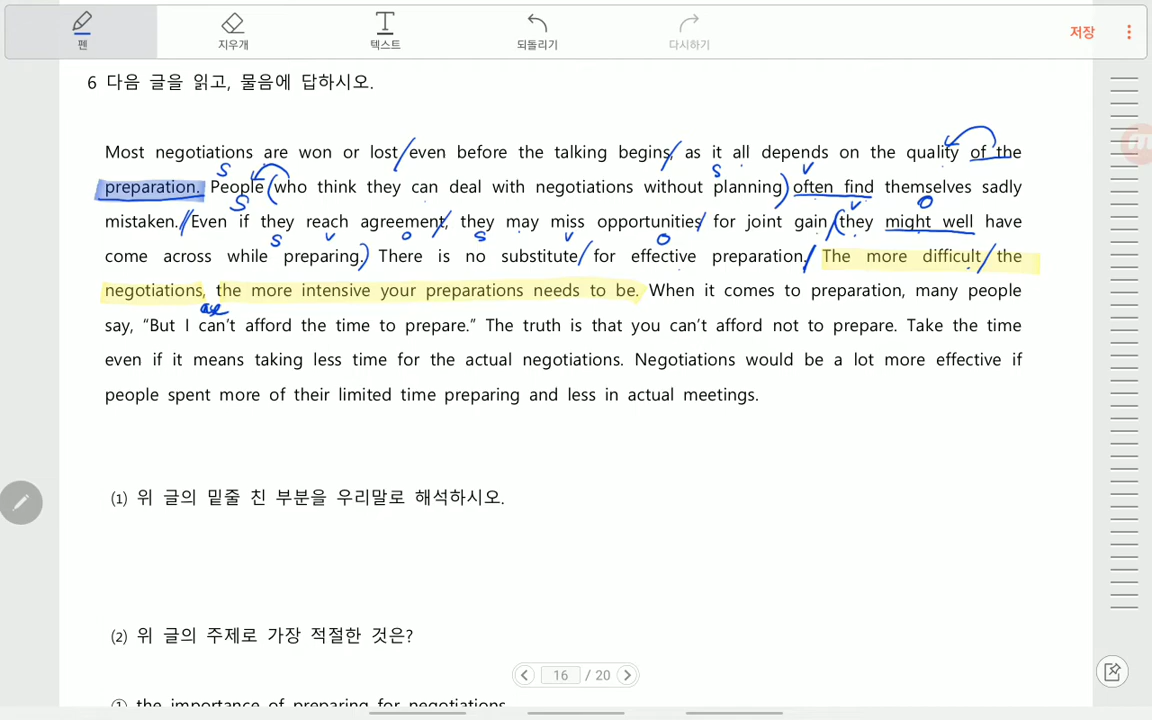 펜 지우개 텍스트 되돌리기 다시하기 저장
6 다음 글을 읽고, 물음에 답하시오.
Most negotiations are won or lost even before the talking begins, as it all depends on the quality of the
preparation. People who think they can deal with negotiations without planning often find themselves sadly
mistaken. Even if they reach agreement, they may miss opportunities for joint gain they might well have
come across while preparing. There is no substitute for effective preparation. The more difficult the
negotiations, the more intensive your preparations needs to be. When it comes to preparation, many people
are
say, “But I can’t afford the time to prepare.” The truth is that you can’t afford not to prepare. Take the time
even if it means taking less time for the actual negotiations. Negotiations would be a lot more effective if
people spent more of their limited time preparing and less in actual meetings.
(1) 위 글의 밑줄 친 부분을 우리말로 해석하시오.
(2) 위 글의 주제로 가장 적절한 것은?
16 / 20
① the importance of preparing for negotiations